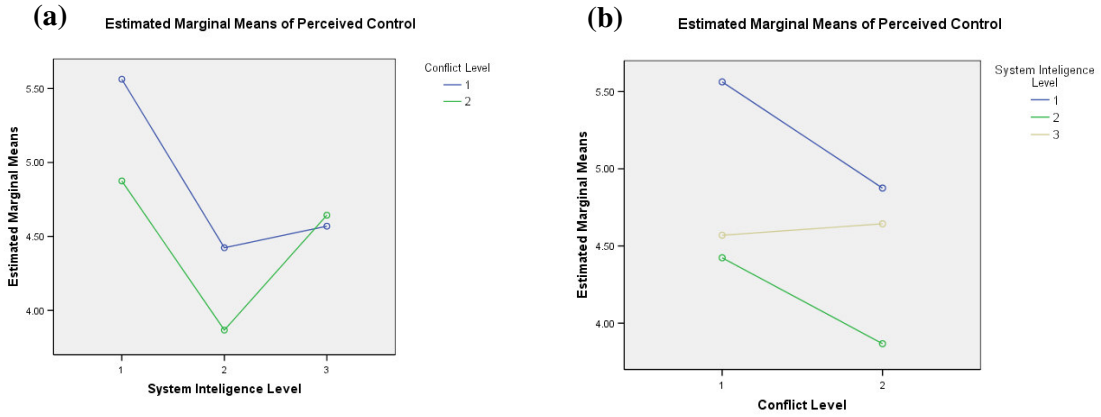 (a)
Estimated Marginal Means of Perceived Control
Estimated Marginal Means
5.50
5.00
4.50
4.00
1
2
3
System Inteligence Level
Conflict Level
1
2
(b)
Estimated Marginal Means of Perceived Control
Estimated Marginal Means
5.50
5.00
4.50
4.00
1
2
Conflict Level
System Inteligence
Level
1
2
3